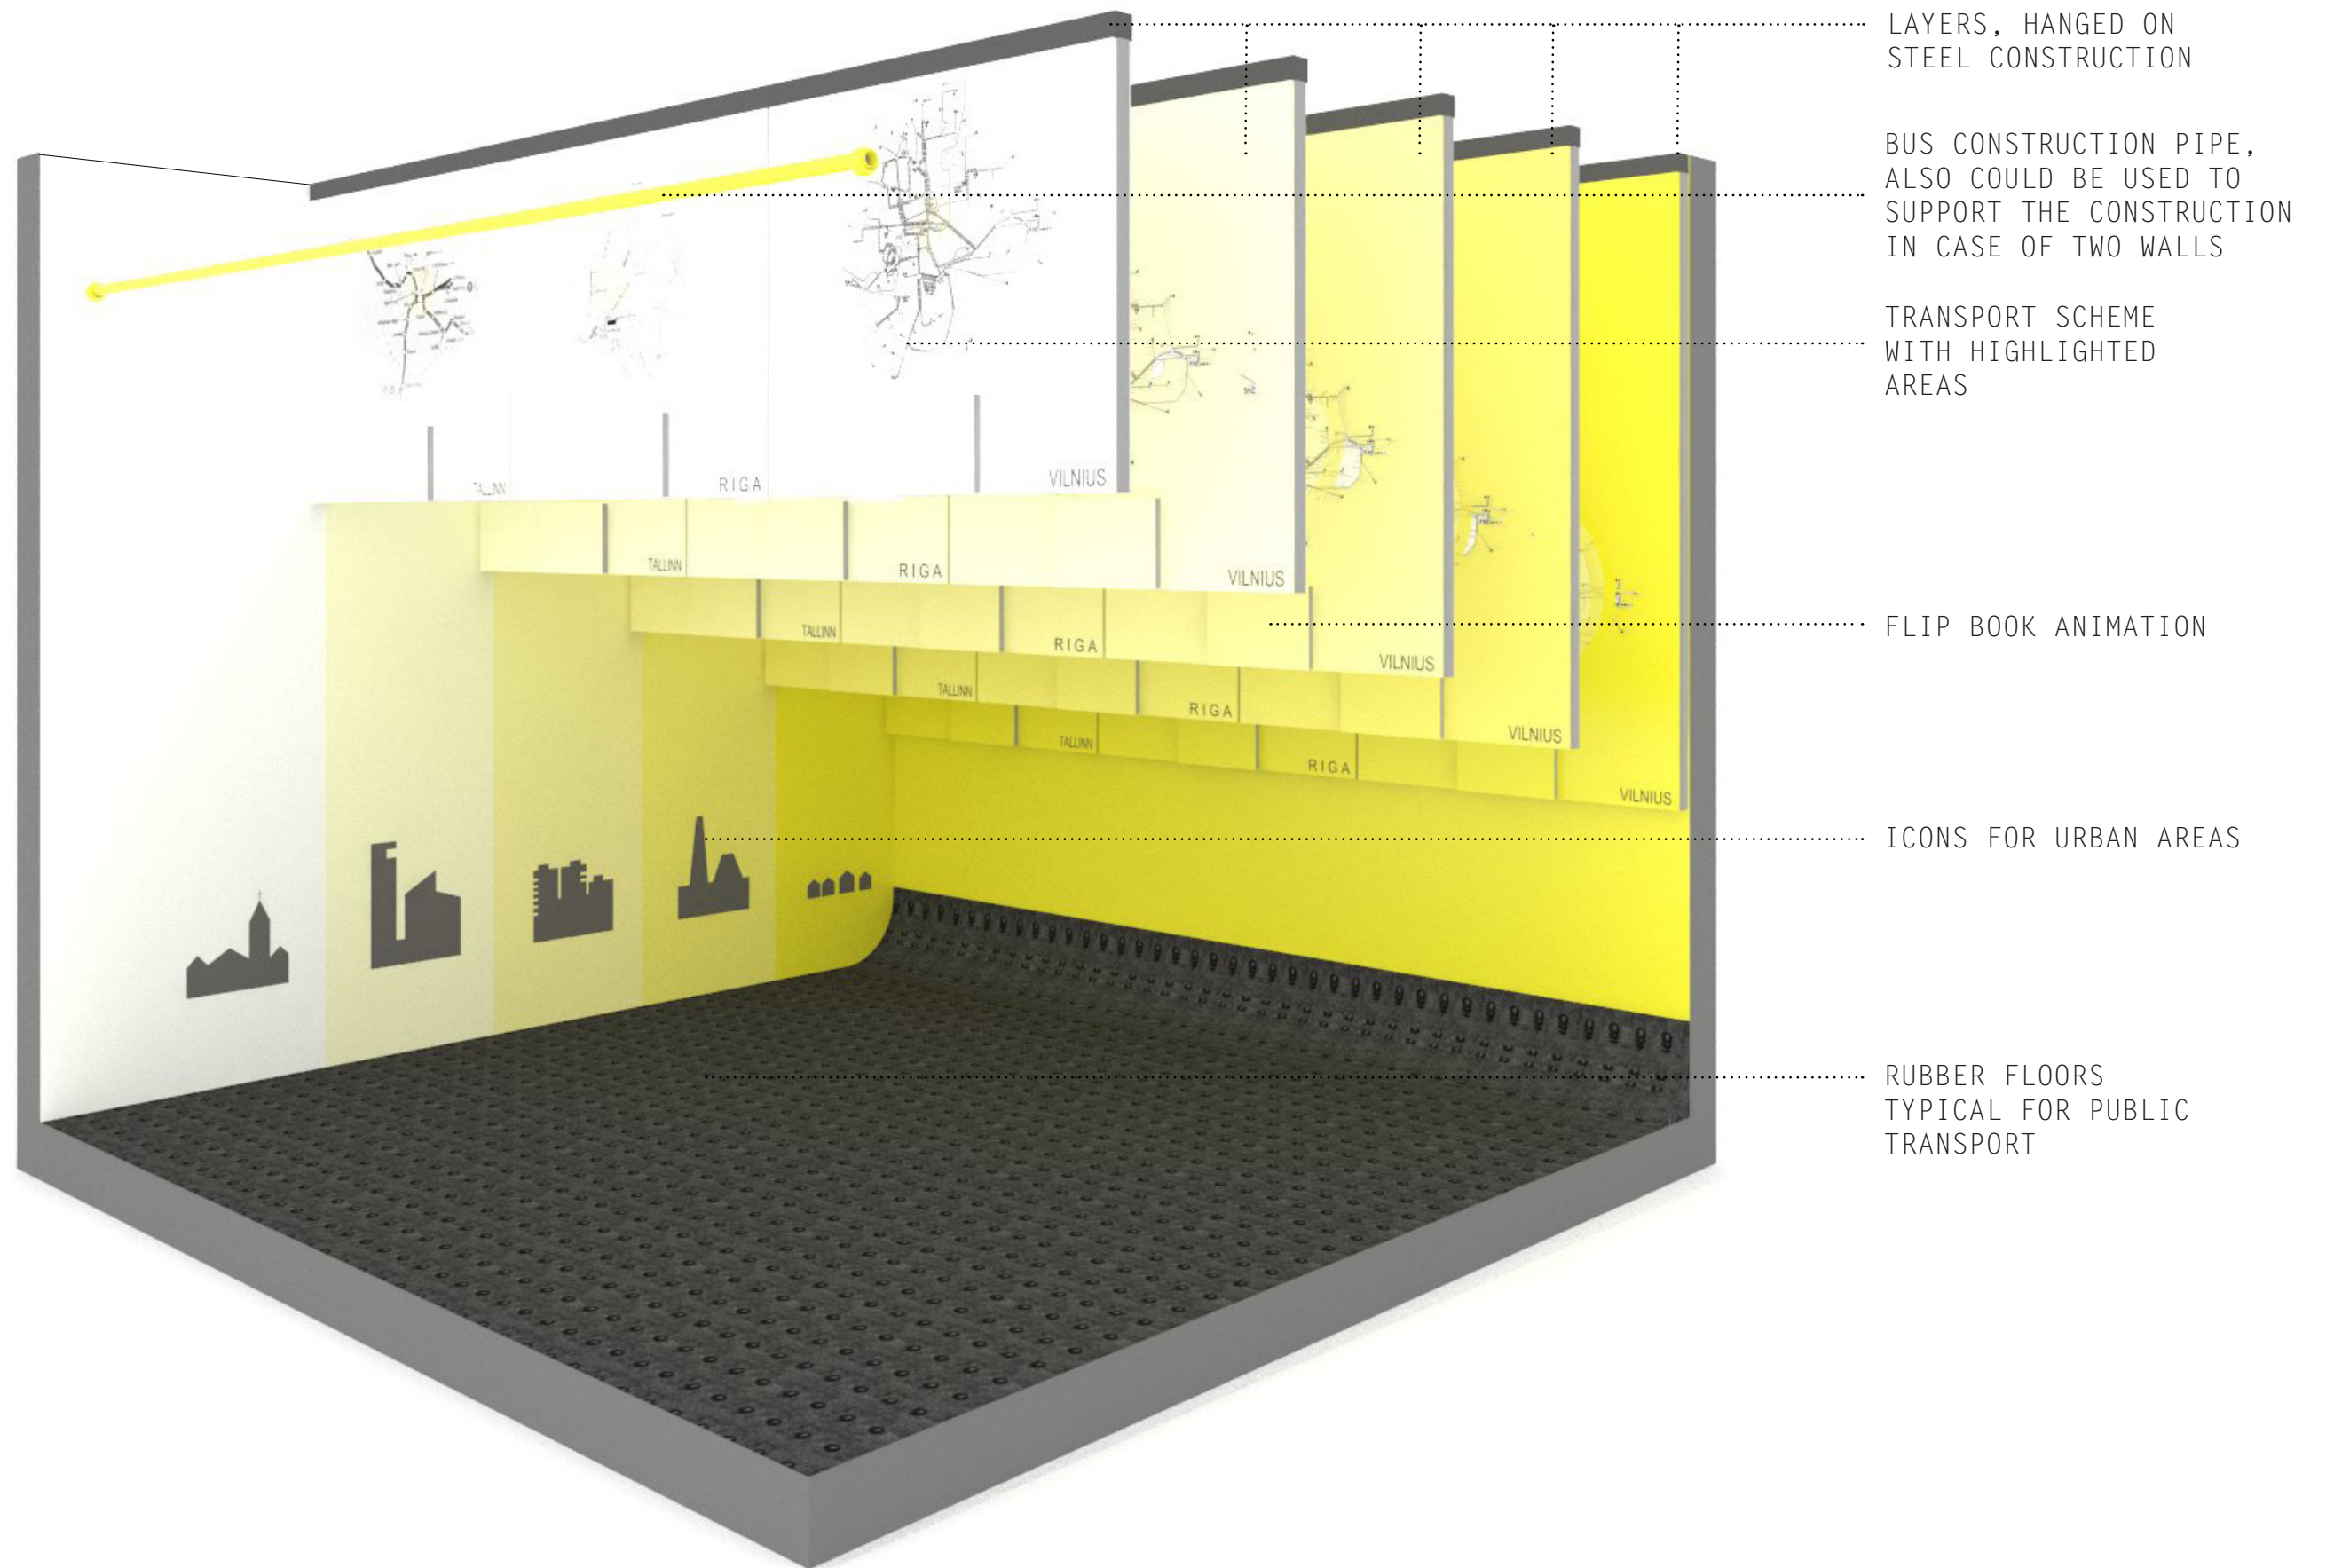 LAYERS, HANGED ON
STEEL CONSTRUCTION
BUS CONSTRUCTION PIPE,
ALSO COULD BE USED TO
SUPPORT THE CONSTRUCTION
IN CASE OF TWO WALLS
TRANSPORT SCHEME
WITH HIGHLIGHTED
AREAS
FLIP BOOK ANIMATION
ICONS FOR URBAN AREAS
RUBBER FLOORS
TYPICAL FOR PUBLIC
TRANSPORT
TALLINN RIGA VILNIUS
TALLINN RIGA VILNIUS
TALLINN RIGA VILNIUS
TALLINN RIGA VILNIUS
TALLINN RIGA VILNIUS